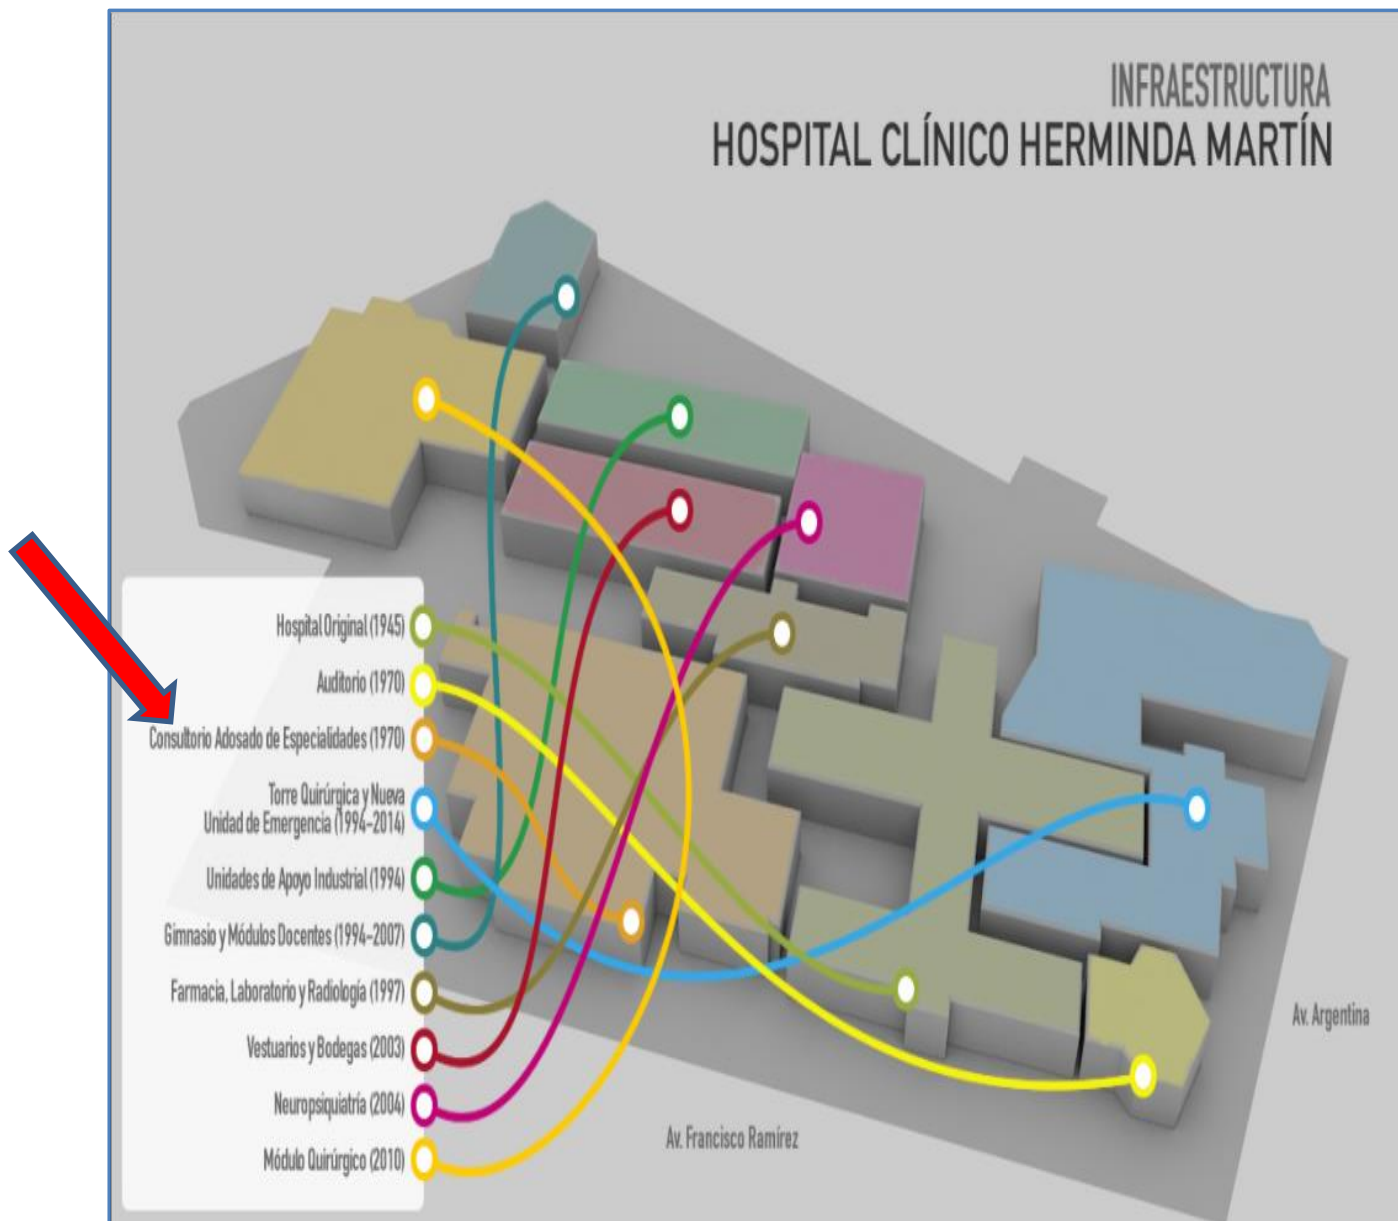 INFRAESTRUCTURA
HOSPITAL CLÍNICO HERMINDA MARTÍN
Hospital Original (1945)
Auditorio (1970)
Consultorio Adosado de Especialidades (1970)
Torre Quirúrgica y Nueva
Unidad de Emergencia (1994-2014)
Unidades de Apoyo Industrial (1994)
Gimnasio y Módulos Docentes (1994-2007)
Farmacia, Laboratorio y Radiología (1997)
Vestuarios y Bodegas (2003)
Neuropsiquiatría (2004)
Módulo Quirúrgico (2010)
Av. Argentina
Av. Francisco Ramírez